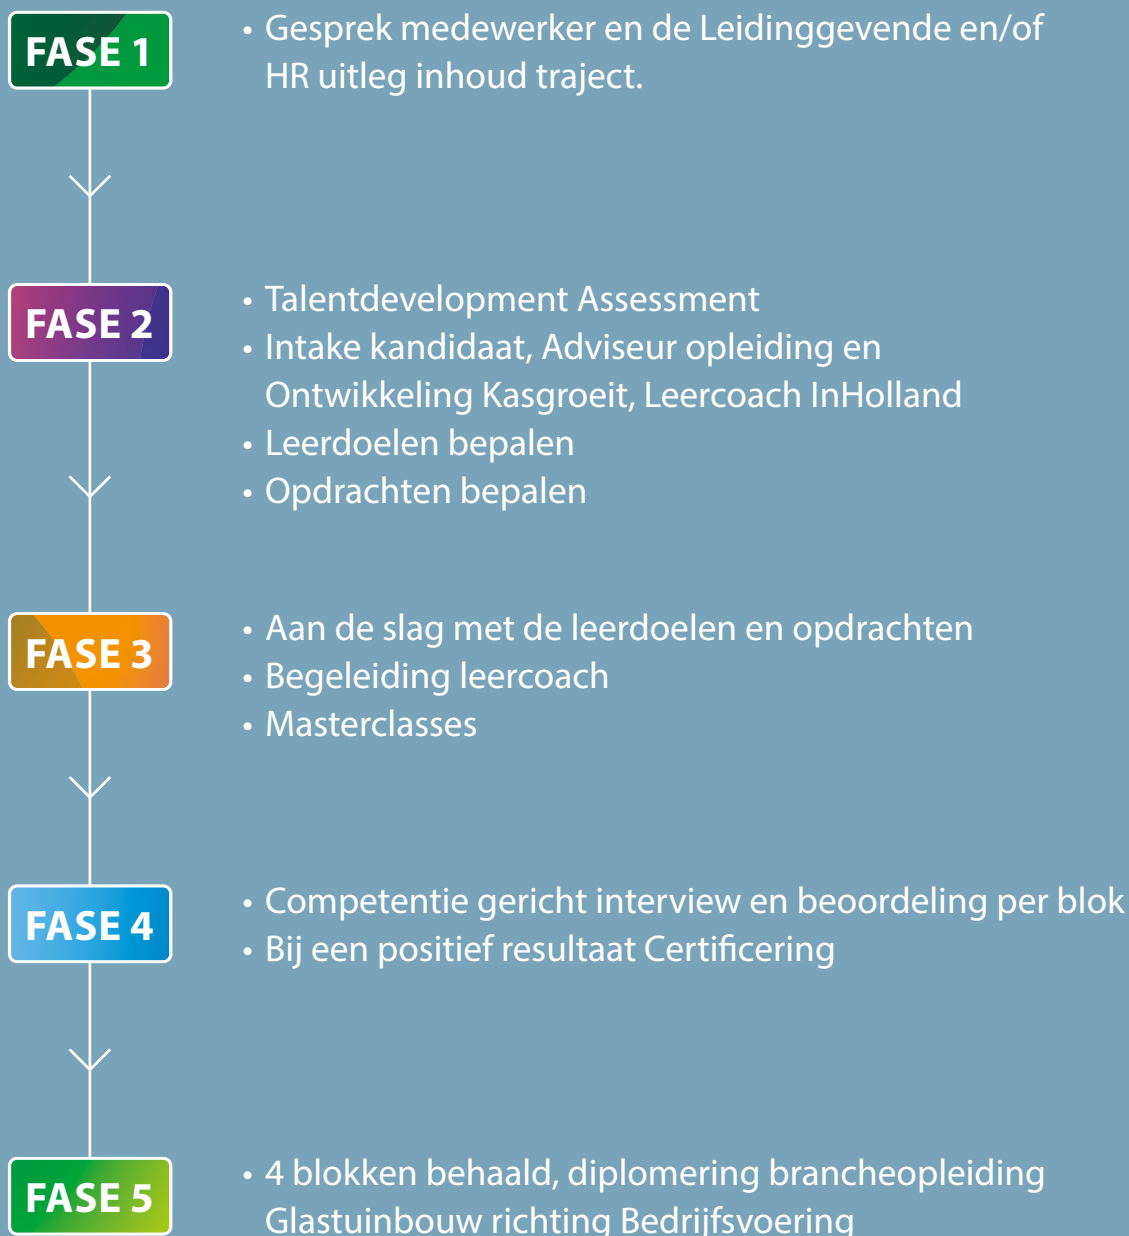 FASE 1
• Gesprek medewerker en de Leidinggevende en/of
HR uitleg inhoud traject.
FASE 2
• Talentdevelopment Assessment
• Intake kandidaat, Adviseur opleiding en
Ontwikkeling Kasgroeit, Leercoach InHolland
• Leerdoelen bepalen
• Opdrachten bepalen
FASE 3
• Aan de slag met de leerdoelen en opdrachten
• Begeleiding leercoach
• Masterclasses
FASE 4
• Competentie gericht interview en beoordeling per blok
• Bij een positief resultaat Certificering
FASE 5
• 4 blokken behaald, diplomering brancheopleiding
Glastuinbouw richting Bedrijfsvoering